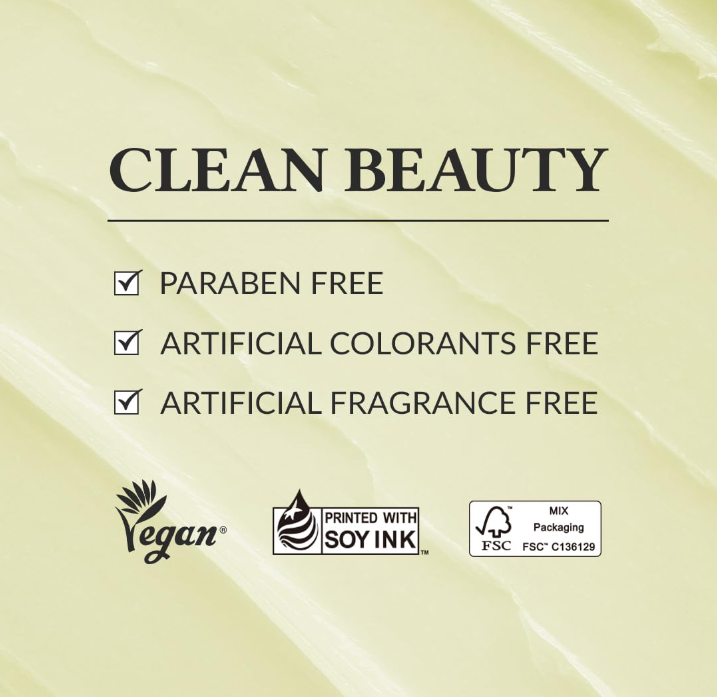 CLEAN BEAUTY
PARABEN FREE
ARTIFICIAL COLORANTS FREE
ARTIFICIAL FRAGRANCE FREE
Vegan®
PRINTED WITH
SOY INK™
FSC™
MIX
Packaging
FSC™ C136129